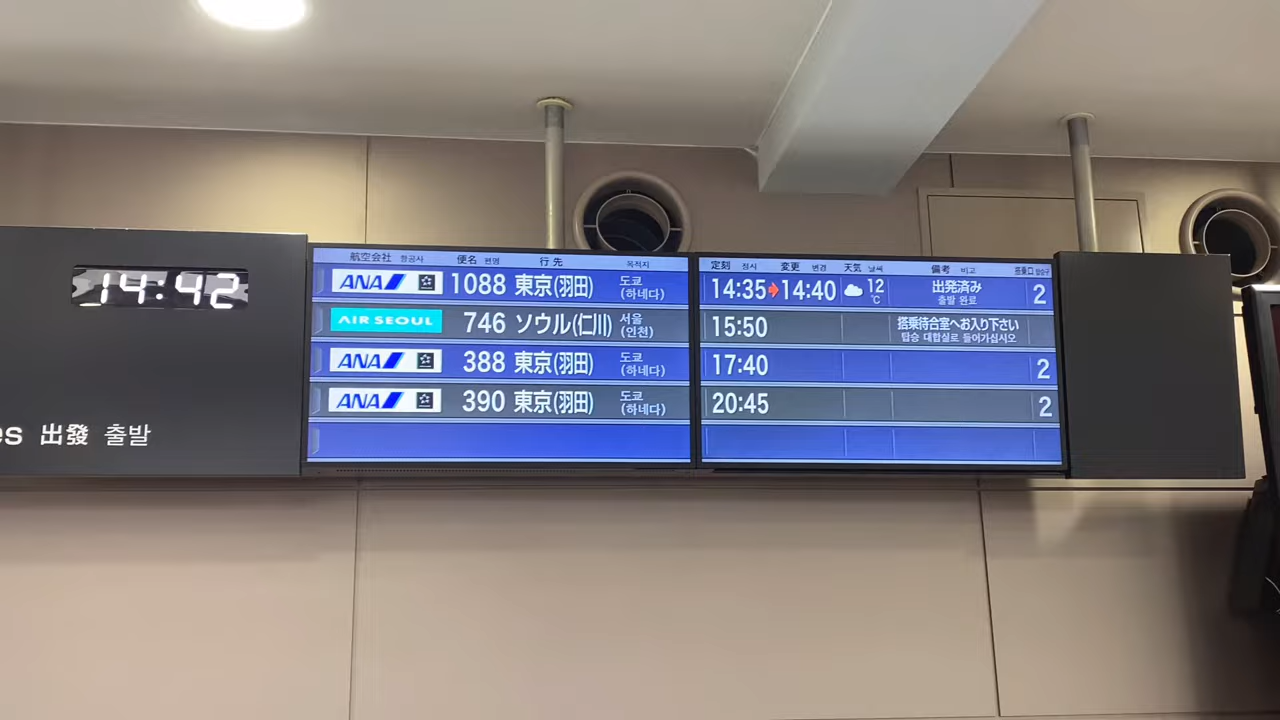 14:42
es 出發 출발
航空会社 항공사 便名 편명 行先 목적지 定刻 정시 変更 변경 天気 날씨 備考 비고 搭乗口 탑승구
ANA 1088 東京(羽田) 도쿄 (하네다) 14:35 14:40 12℃ 出発済み 출발 완료 2
AIR SEOUL 746 ソウル(仁川) 서울 (인천) 15:50 搭乗待合室へお入り下さい 탑승 대합실로 들어가십시오
ANA 388 東京(羽田) 도쿄 (하네다) 17:40 2
ANA 390 東京(羽田) 도쿄 (하네다) 20:45 2